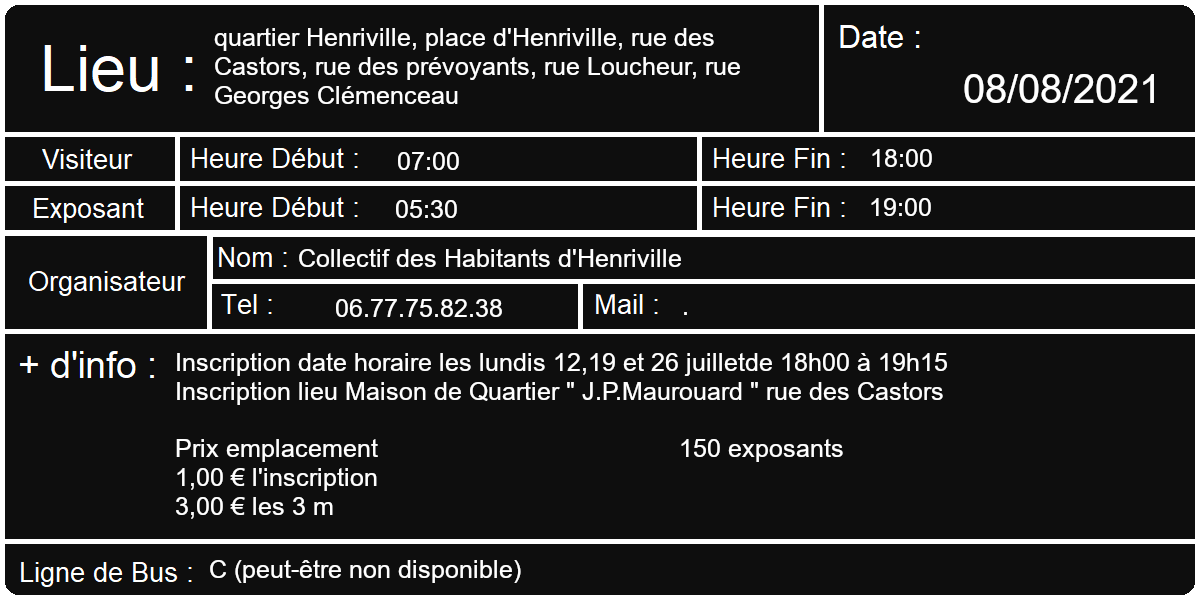 Lieu :
quartier Henriville, place d'Henriville, rue des
Castors, rue des prévoyants, rue Loucheur, rue
Georges Clémenceau
Date :
08/08/2021
Visiteur
Heure Début : 07:00
Heure Fin : 18:00
Exposant
Heure Début : 05:30
Heure Fin : 19:00
Organisateur
Nom : Collectif des Habitants d'Henriville
Tel : 06.77.75.82.38
Mail : .
+ d'info :
Inscription date horaire les lundis 12,19 et 26 juilletde 18h00 à 19h15
Inscription lieu Maison de Quartier " J.P.Maurouard " rue des Castors
Prix emplacement
150 exposants
1,00 € l'inscription
3,00 € les 3 m
Ligne de Bus : C (peut-être non disponible)